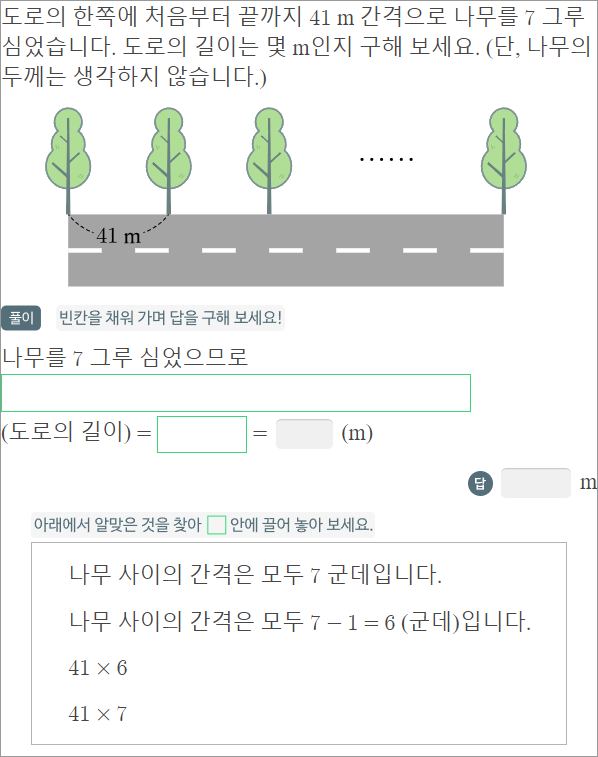 도로의 한쪽에 처음부터 끝까지 41 m 간격으로 나무를 7 그루
심었습니다. 도로의 길이는 몇 m인지 구해 보세요. (단, 나무의
두께는 생각하지 않습니다.)
······
41 m
풀이 빈칸을 채워 가며 답을 구해 보세요!
나무를 7 그루 심었으므로
(도로의 길이) = = (m)
답 m
아래에서 알맞은 것을 찾아 안에 끌어 놓아 보세요.
나무 사이의 간격은 모두 7 군데입니다.
나무 사이의 간격은 모두 7 − 1 = 6 (군데)입니다.
41 × 6
41 × 7